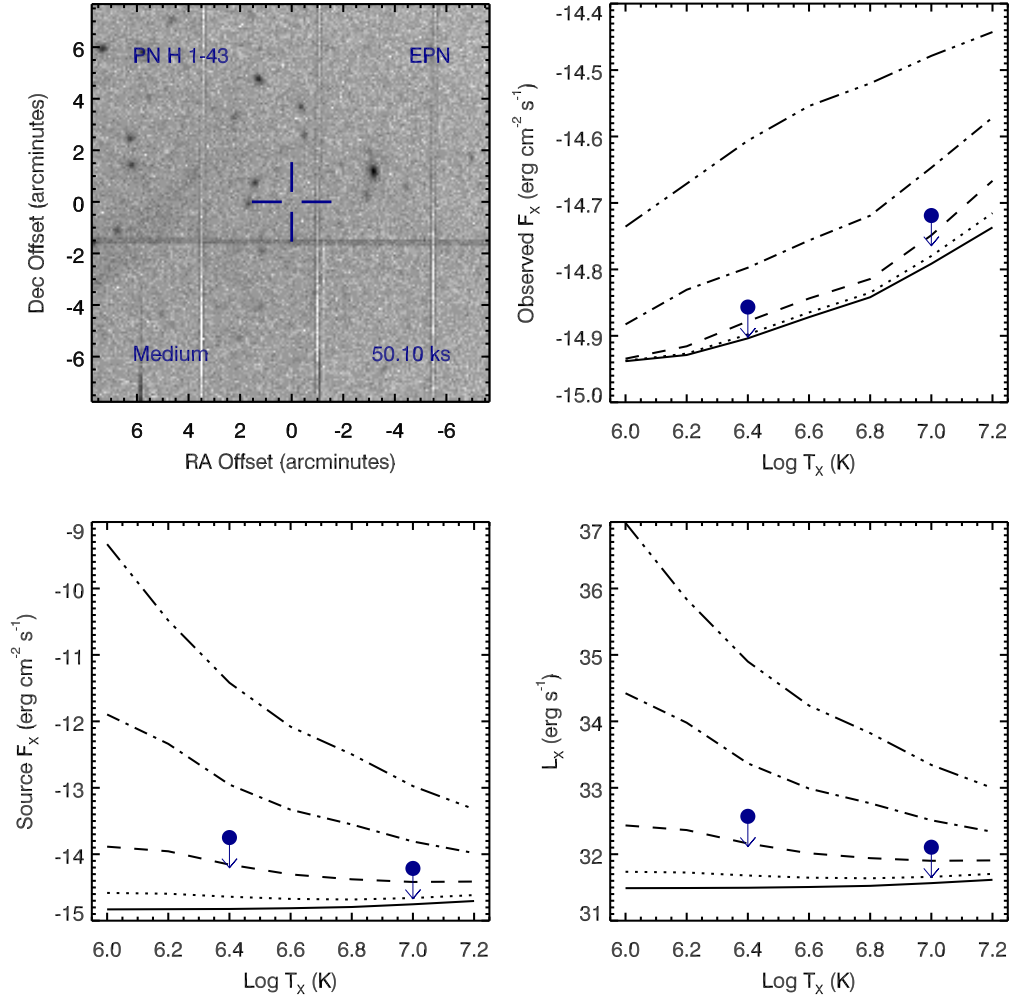 PN H 1-43 EPN
Medium 50.10 ks
6
4
2
0
-2
-4
-6
Dec Offset (arcminutes)
6 4 2 0 -2 -4 -6
RA Offset (arcminutes)
-14.4
-14.5
-14.6
-14.7
-14.8
-14.9
-15.0
Observed F_X (erg cm⁻² s⁻¹)
6.0 6.2 6.4 6.6 6.8 7.0 7.2
Log T_X (K)
-9
-10
-11
-12
-13
-14
-15
Source F_X (erg cm⁻² s⁻¹)
6.0 6.2 6.4 6.6 6.8 7.0 7.2
Log T_X (K)
37
36
35
34
33
32
31
L_X (erg s⁻¹)
6.0 6.2 6.4 6.6 6.8 7.0 7.2
Log T_X (K)